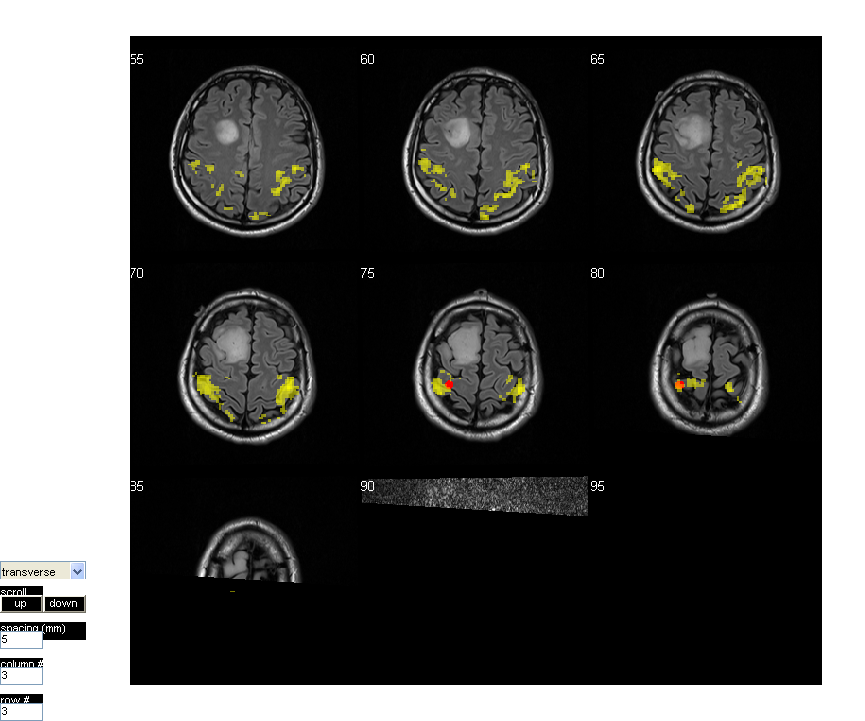 55 60 65
70 75 80
85 90 95
transverse
scroll
up down
spacing (mm)
5
column #
3
row #
3